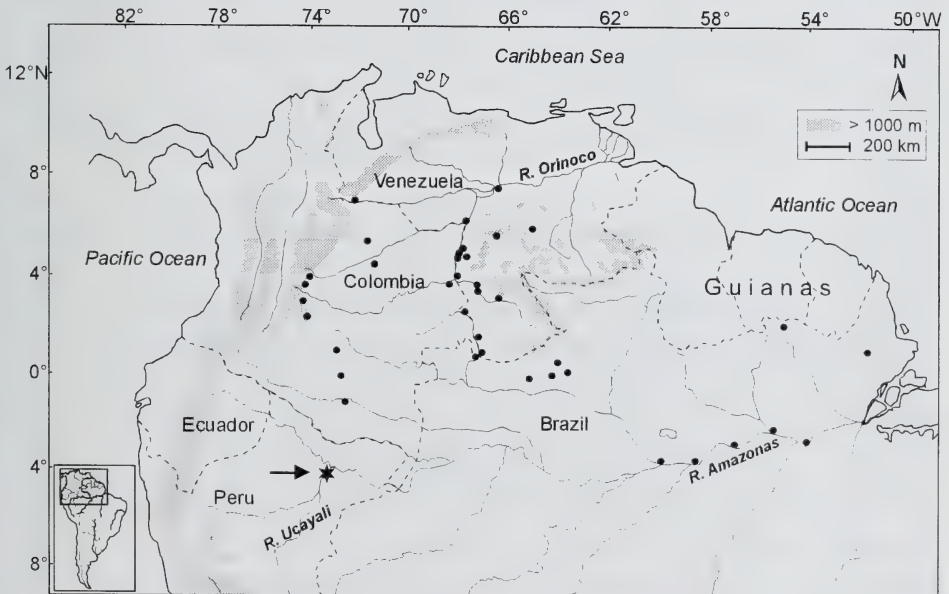 82° 78° 74° 70° 66° 62° 58° 54° 50°W
Caribbean Sea
12°N
N
> 1000 m
200 km
R. Orinoco
8°
Venezuela
Atlantic Ocean
Pacific Ocean
4°
Colombia
Guianas
0°
Ecuador
Brazil
4°
R. Amazonas
Peru
R. Ucayali
8°